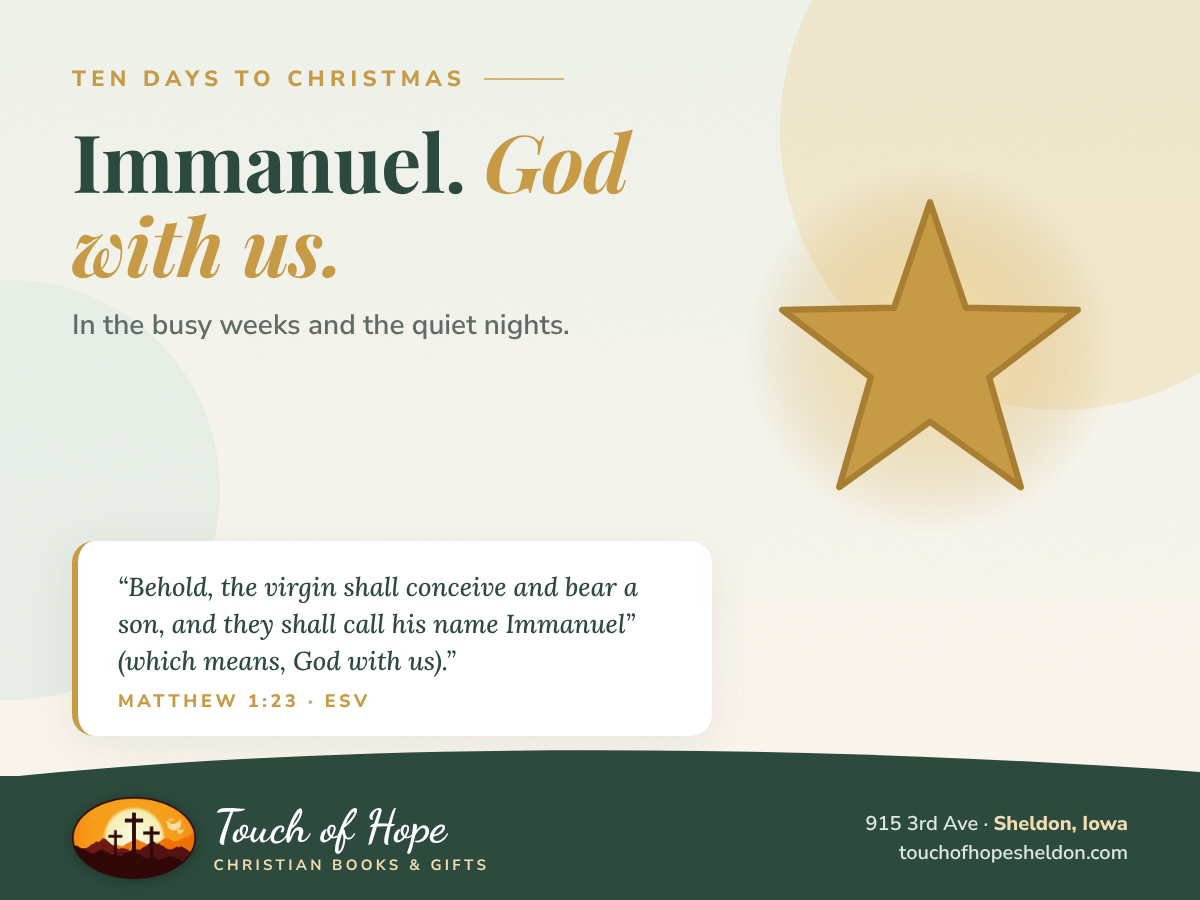 TEN DAYS TO CHRISTMAS
Immanuel. God
with us.
In the busy weeks and the quiet nights.
“Behold, the virgin shall conceive and bear a
son, and they shall call his name Immanuel”
(which means, God with us).”
MATTHEW 1:23 · ESV
Touch of Hope
CHRISTIAN BOOKS & GIFTS
915 3rd Ave · Sheldon, Iowa
touchofhopesheldon.com